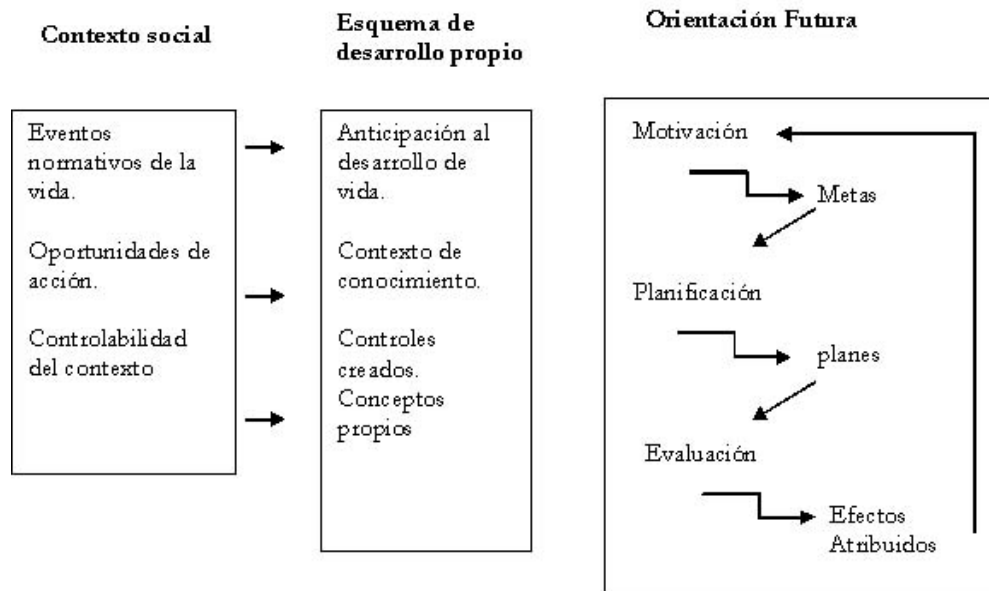 Contexto social
Esquema de
desarrollo propio
Orientación Futura
Eventos
normativos de la
vida.
Oportunidades de
acción.
Controlabilidad
del contexto
Anticipación al
desarrollo de
vida.
Contexto de
conocimiento.
Controles
creados.
Conceptos
propios
Motivación
Metas
Planificación
planes
Evaluación
Efectos
Atribuidos